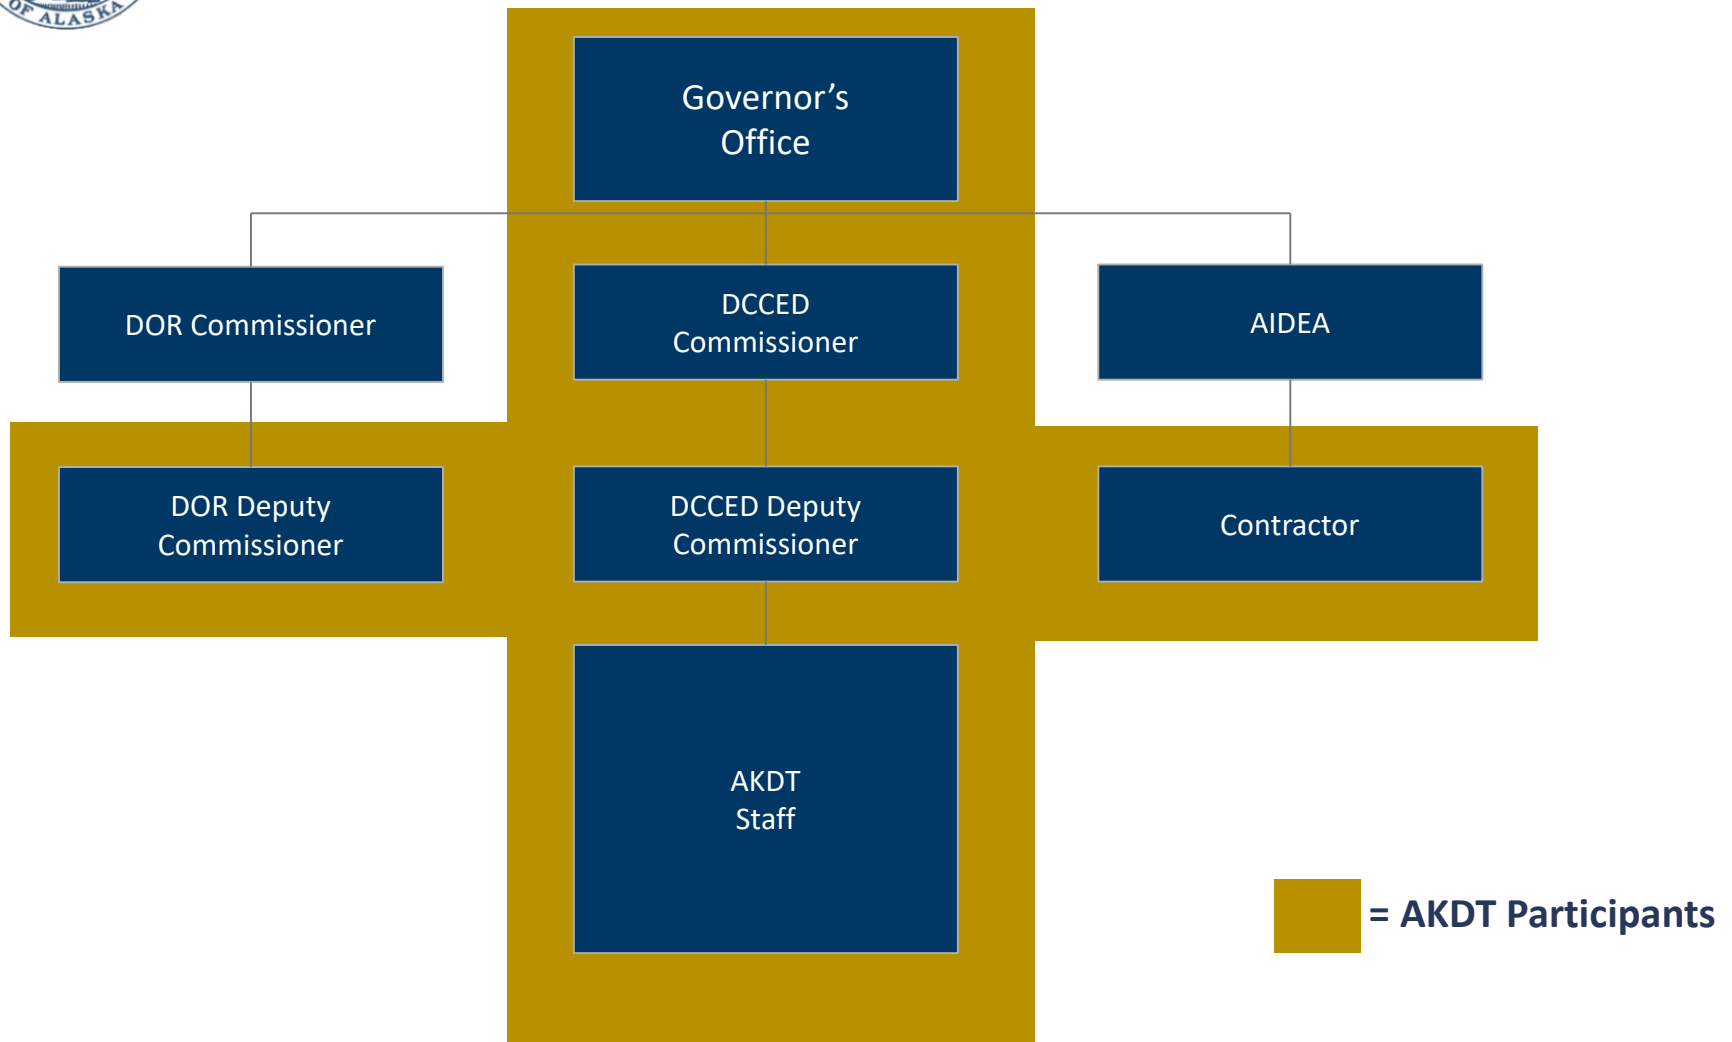 OF ALASKA
Governor’s
Office
DOR Commissioner
DCCED
Commissioner
AIDEA
DOR Deputy
Commissioner
DCCED Deputy
Commissioner
Contractor
AKDT
Staff
= AKDT Participants